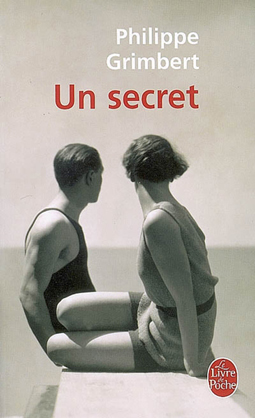 Philippe
Grimbert
Un secret
Le
Livre
de
Poche